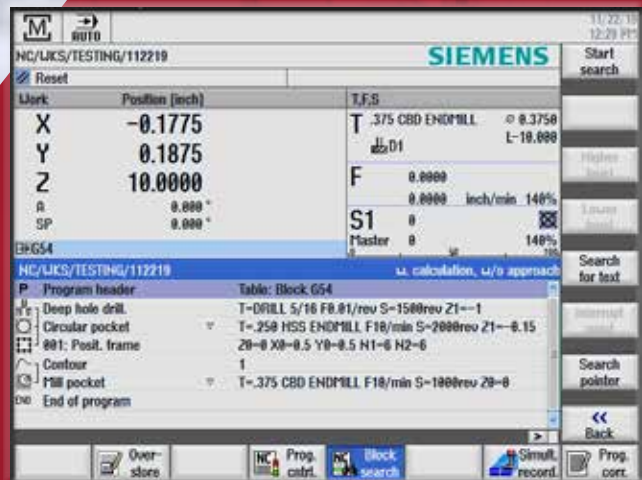 M AUTO
11/22/19
12:29 PM
NC/WKS/TESTING/112219
SIEMENS
Start search
Reset
Work Position [inch] T,F,S
X -0.1775
T .375 CBD ENDMILL ø 0.3750
D1 L-10.000
Y 0.1875
Z 10.0000
F 0.0000
0.0000 inch/min 140%
Higher level
A 0.000 °
SP 0.000 °
S1 0
Master 0 140%
Lower level
G54
NC/WKS/TESTING/112219 w. calculation, w/o approach
Search for text
P Program header Table: Block G54
Deep hole drill. T=DRILL 5/16 F0.01/rev S=1500rev Z1=-1
Circular pocket T=.250 HSS ENDMILL F10/min S=2000rev Z1=-0.15
001: Posit. frame Z0=0 X0=0.5 Y0=0.5 N1=6 N2=6
Contour 1
Mill pocket T=.375 CBD ENDMILL F10/min S=1000rev Z0=0
END End of program
Search pointer
<<
Back
Over-store
NC Prog. cntrl.
NC Block search
Simult. record.
Prog. corr.